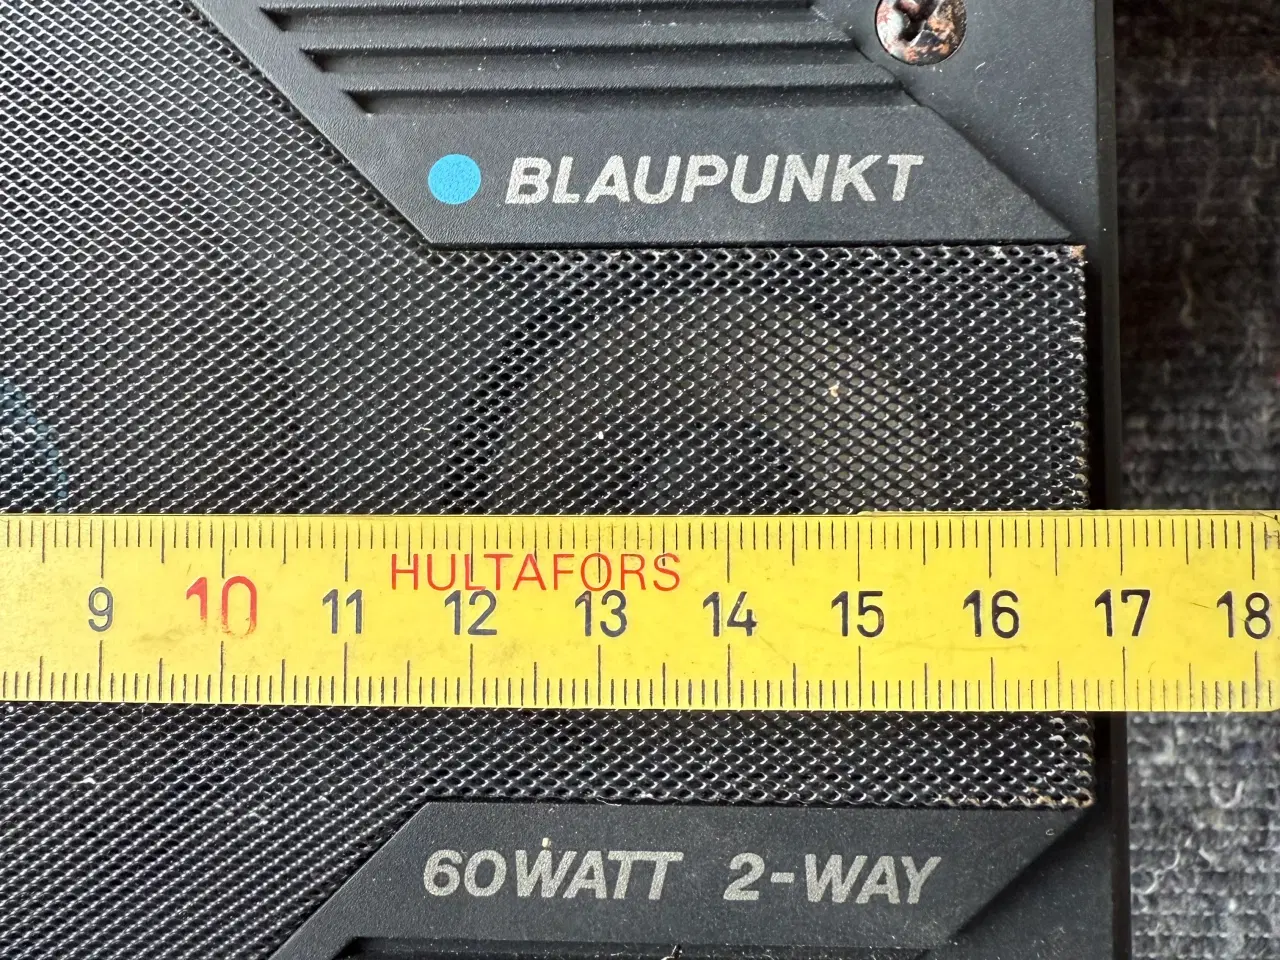 BLAUPUNKT
HULTAFORS
9 10 11 12 13 14 15 16 17 18
60WATT 2-WAY